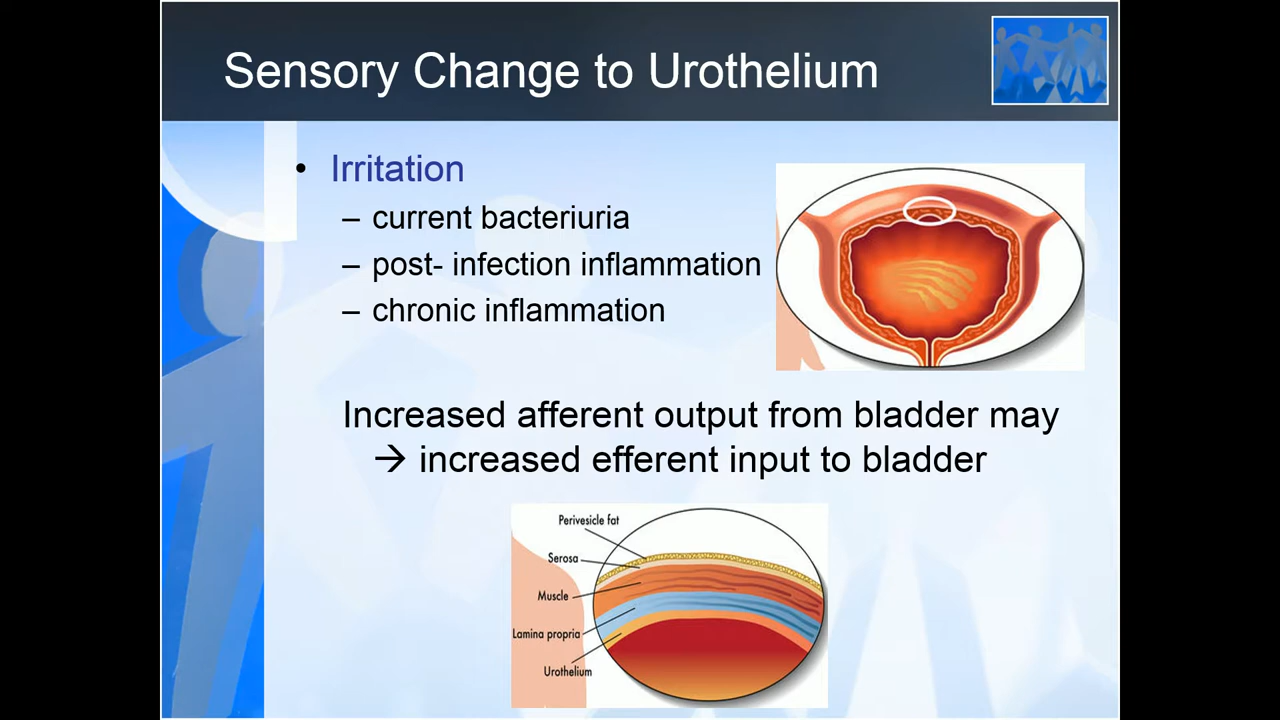 Sensory Change to Urothelium
• Irritation
– current bacteriuria
– post- infection inflammation
– chronic inflammation
Increased afferent output from bladder may
→ increased efferent input to bladder
Perivesicle fat
Serosa
Muscle
Lamina propria
Urothelium